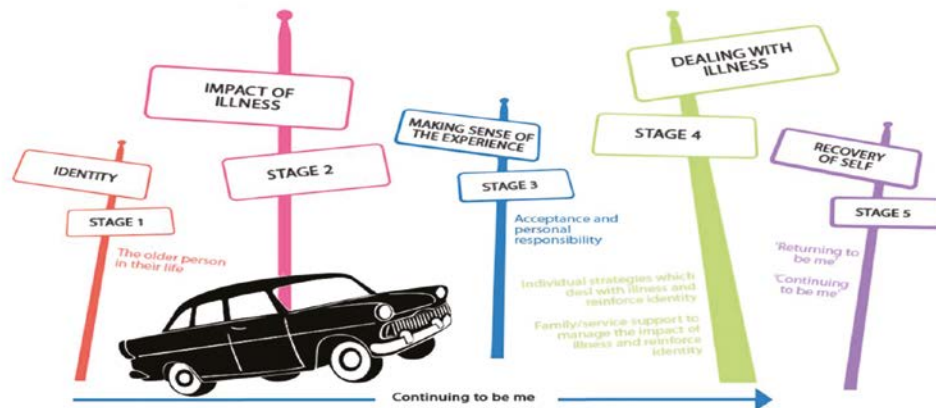 IDENTITY
STAGE 1
The older person
in their life
IMPACT OF
ILLNESS
STAGE 2
MAKING SENSE OF
THE EXPERIENCE
STAGE 3
Acceptance and
personal
responsibility
DEALING WITH
ILLNESS
STAGE 4
Individual strategies which
deal with illness and
reinforce identity
Family/service support to
manage the impact of
illness and reinforce
identity
RECOVERY
OF SELF
STAGE 5
'Returning to
be me'
'Continuing
to be me'
Continuing to be me